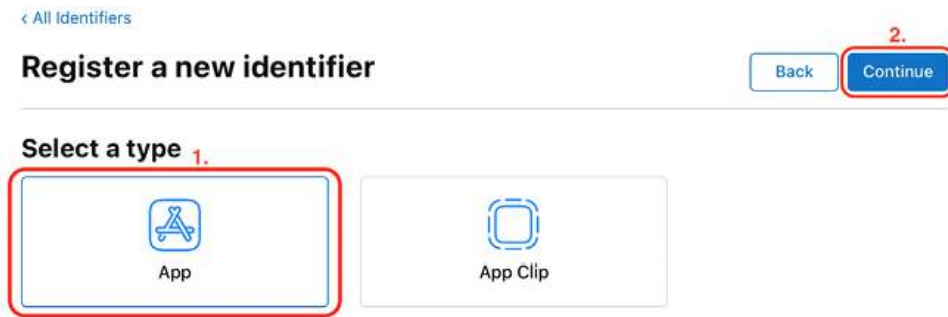 < All Identifiers
2.
Register a new identifier
Back
Continue
Select a type 1.
App
App Clip